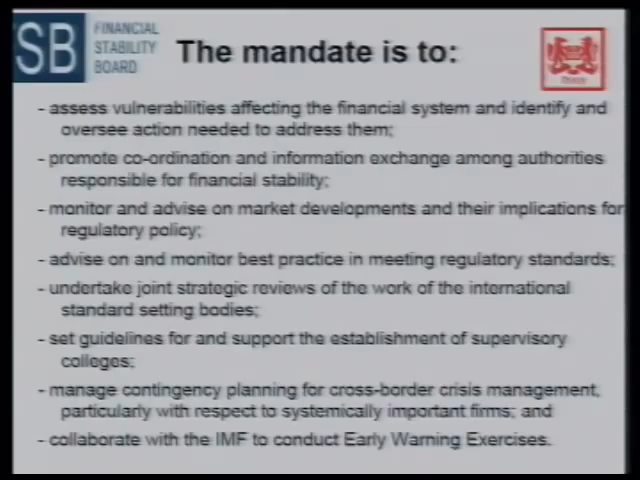 SB
FINANCIAL
STABILITY
BOARD
The mandate is to:
- assess vulnerabilities affecting the financial system and identify and
oversee action needed to address them;
- promote co-ordination and information exchange among authorities
responsible for financial stability;
- monitor and advise on market developments and their implications for
regulatory policy;
- advise on and monitor best practice in meeting regulatory standards;
- undertake joint strategic reviews of the work of the international
standard setting bodies;
- set guidelines for and support the establishment of supervisory
colleges;
- manage contingency planning for cross-border crisis management,
particularly with respect to systemically important firms; and
- collaborate with the IMF to conduct Early Warning Exercises.